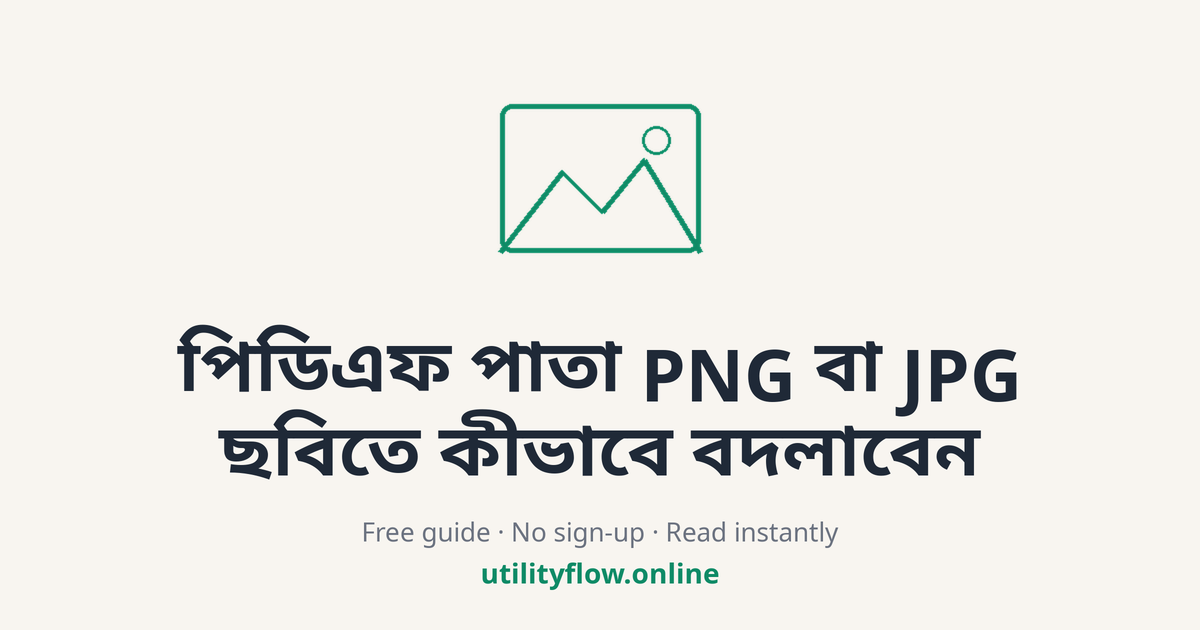 পিডিএফ পাতা PNG বা JPG
ছবিতে কীভাবে বদলাবেন
Free guide · No sign-up · Read instantly
utilityflow.online